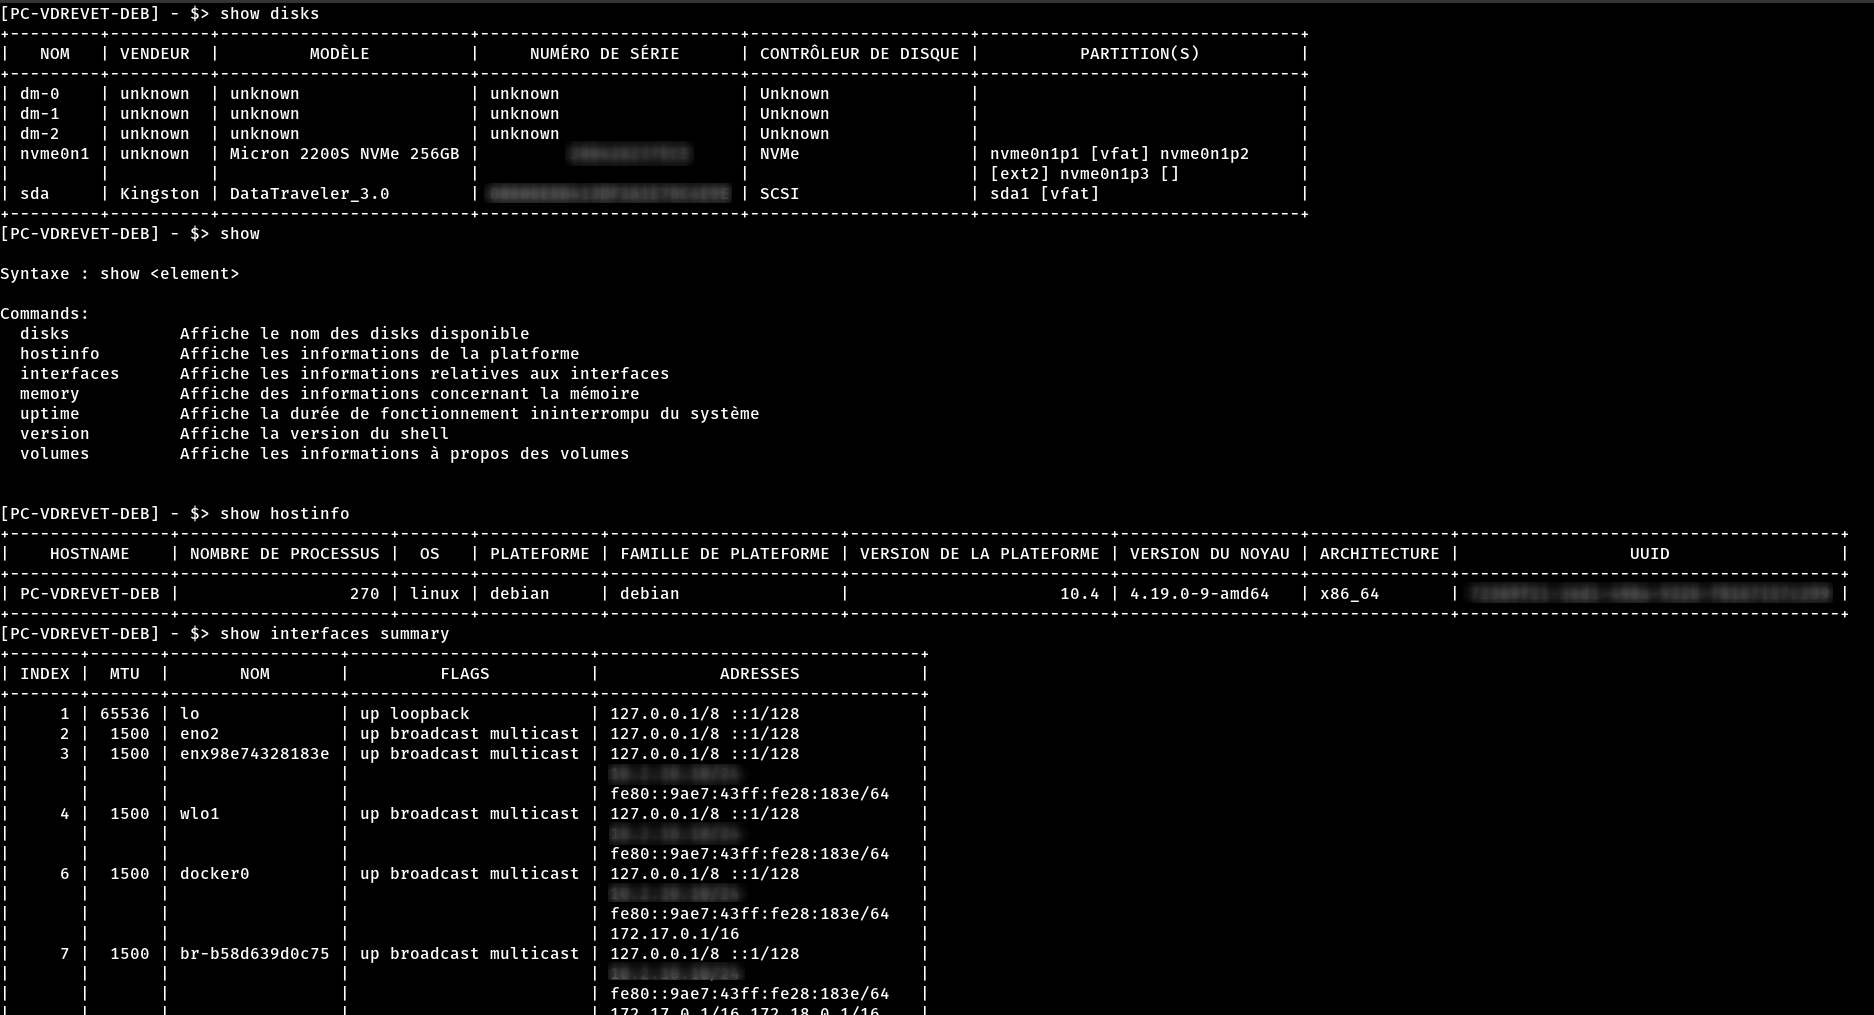 [PC-VDREVET-DEB] - $> show disks
+---------+----------+-------------------------+--------------------------+----------------------+--------------------------------+
|   NOM   | VENDEUR  |         MODÈLE          |     NUMÉRO DE SÉRIE      | CONTRÔLEUR DE DISQUE |          PARTITION(S)          |
+---------+----------+-------------------------+--------------------------+----------------------+--------------------------------+
| dm-0    | unknown  | unknown                 | unknown                  | Unknown              |                                |
| dm-1    | unknown  | unknown                 | unknown                  | Unknown              |                                |
| dm-2    | unknown  | unknown                 | unknown                  | Unknown              |                                |
| nvme0n1 | unknown  | Micron 2200S NVMe 256GB |                          | NVMe                 | nvme0n1p1 [vfat] nvme0n1p2     |
|         |          |                         |                          |                      | [ext2] nvme0n1p3 []            |
| sda     | Kingston | DataTraveler_3.0        |                          | SCSI                 | sda1 [vfat]                    |
+---------+----------+-------------------------+--------------------------+----------------------+--------------------------------+
[PC-VDREVET-DEB] - $> show
Syntaxe : show <element>
Commands:
  disks           Affiche le nom des disks disponible
  hostinfo        Affiche les informations de la platforme
  interfaces      Affiche les informations relatives aux interfaces
  memory          Affiche des informations concernant la mémoire
  uptime          Affiche la durée de fonctionnement ininterrompu du système
  version         Affiche la version du shell
  volumes         Affiche les informations à propos des volumes
[PC-VDREVET-DEB] - $> show hostinfo
+----------------+---------------------+-------+------------+-----------------------+--------------------------+------------------+--------------+--------------------------------------+
|    HOSTNAME    | NOMBRE DE PROCESSUS |  OS   | PLATEFORME | FAMILLE DE PLATEFORME | VERSION DE LA PLATEFORME | VERSION DU NOYAU | ARCHITECTURE |                 UUID                 |
+----------------+---------------------+-------+------------+-----------------------+--------------------------+------------------+--------------+--------------------------------------+
| PC-VDREVET-DEB |                 270 | linux | debian     | debian                |                     10.4 | 4.19.0-9-amd64   | x86_64       |                                      |
+----------------+---------------------+-------+------------+-----------------------+--------------------------+------------------+--------------+--------------------------------------+
[PC-VDREVET-DEB] - $> show interfaces summary
+-------+-------+-----------------+------------------------+--------------------------------+
| INDEX |  MTU  |       NOM       |         FLAGS          |            ADRESSES            |
+-------+-------+-----------------+------------------------+--------------------------------+
|     1 | 65536 | lo              | up loopback            | 127.0.0.1/8 ::1/128            |
|     2 |  1500 | eno2            | up broadcast multicast | 127.0.0.1/8 ::1/128            |
|     3 |  1500 | enx98e74328183e | up broadcast multicast | 127.0.0.1/8 ::1/128            |
|       |       |                 |                        |                                |
|       |       |                 |                        | fe80::9ae7:43ff:fe28:183e/64   |
|     4 |  1500 | wlo1            | up broadcast multicast | 127.0.0.1/8 ::1/128            |
|       |       |                 |                        |                                |
|       |       |                 |                        | fe80::9ae7:43ff:fe28:183e/64   |
|     6 |  1500 | docker0         | up broadcast multicast | 127.0.0.1/8 ::1/128            |
|       |       |                 |                        |                                |
|       |       |                 |                        | fe80::9ae7:43ff:fe28:183e/64   |
|       |       |                 |                        | 172.17.0.1/16                  |
|     7 |  1500 | br-b58d639d0c75 | up broadcast multicast | 127.0.0.1/8 ::1/128            |
|       |       |                 |                        |                                |
|       |       |                 |                        | fe80::9ae7:43ff:fe28:183e/64   |
|       |       |                 |                        | 172.17.0.1/16 172.18.0.1/16    |